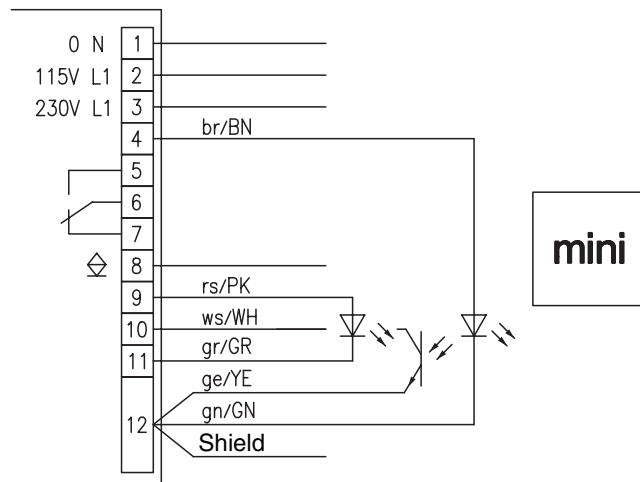 0 N 1
115V L1 2
230V L1 3
4 br/BN
5
6
7
8
9 rs/PK
10 ws/WH
11 gr/GR
ge/YE
12 gn/GN
Shield
mini